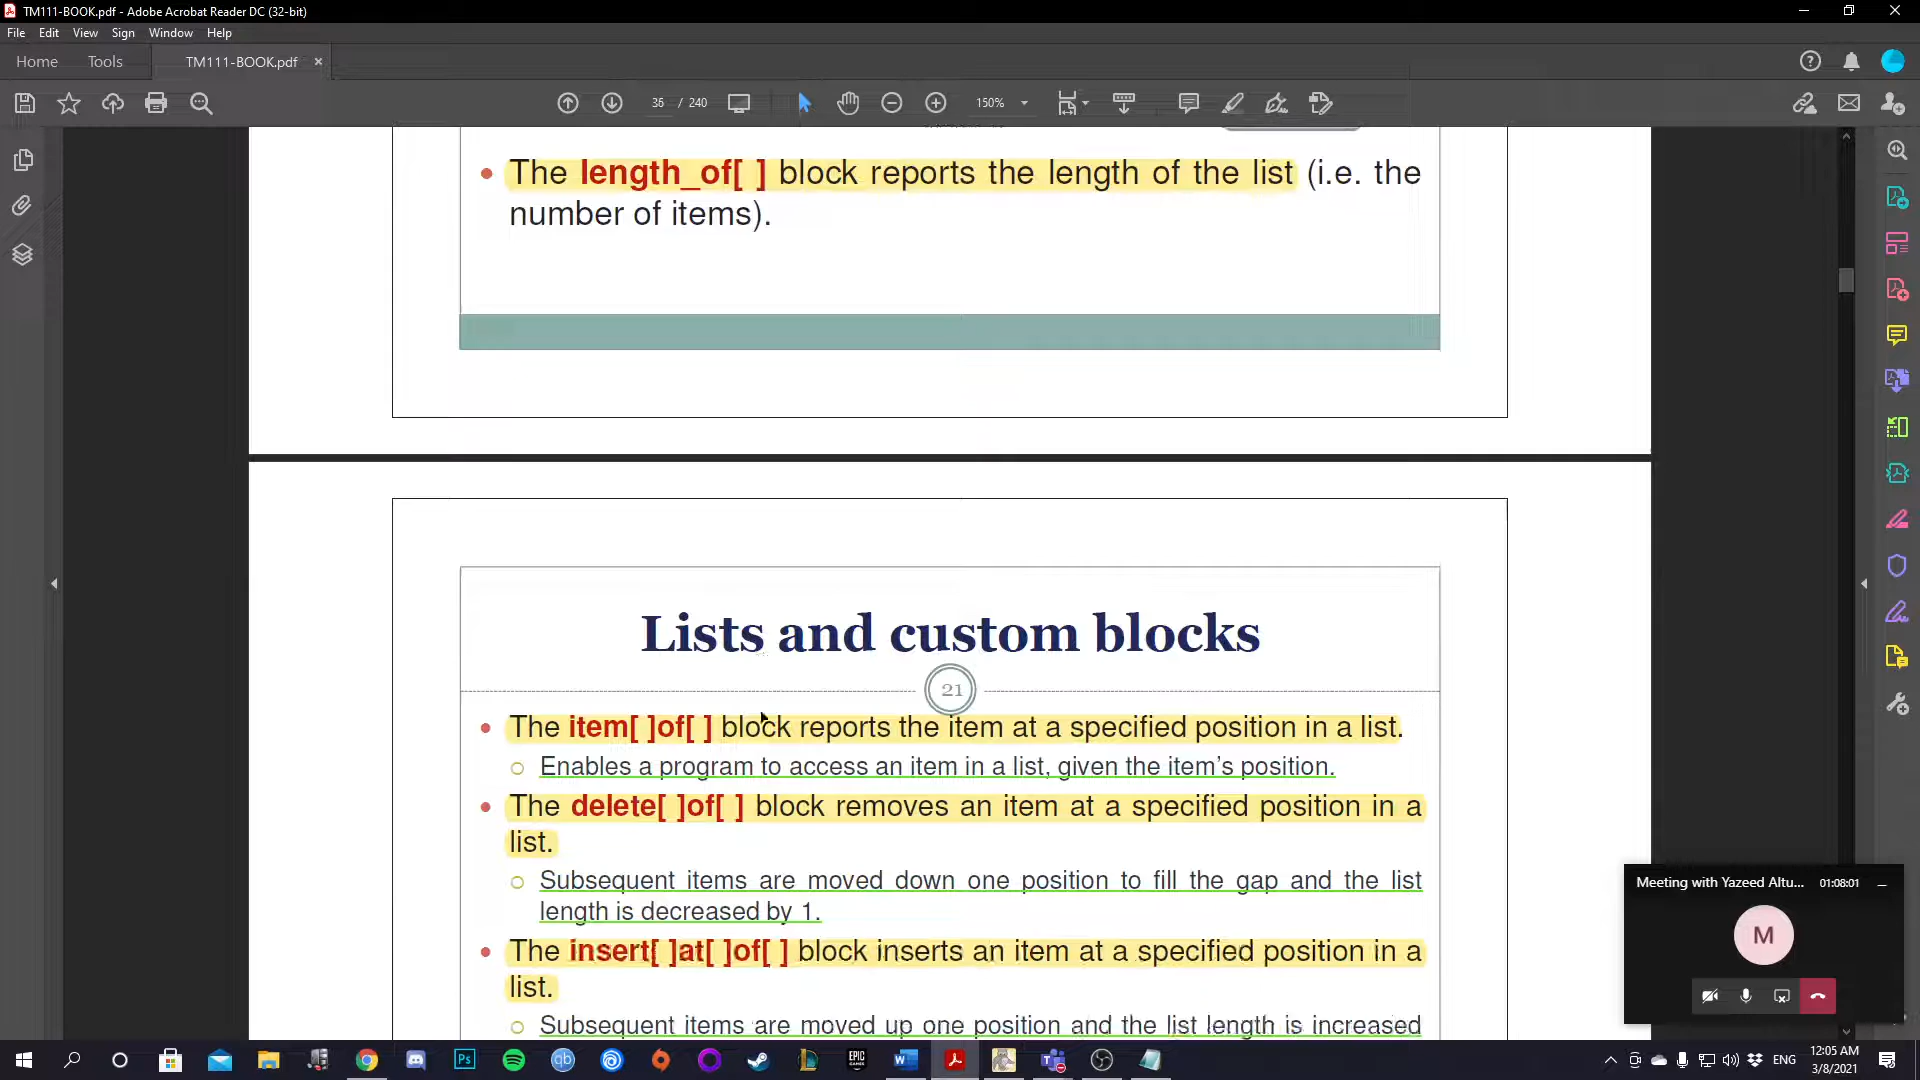 TM111-BOOK.pdf - Adobe Acrobat Reader DC (32-bit)
File Edit View Sign Window Help
Home Tools TM111-BOOK.pdf ×
36 / 240 150%
• The length_of[ ] block reports the length of the list (i.e. the
number of items).
Lists and custom blocks
21
• The item[ ]of[ ] block reports the item at a specified position in a list.
○ Enables a program to access an item in a list, given the item's position.
• The delete[ ]of[ ] block removes an item at a specified position in a
list.
○ Subsequent items are moved down one position to fill the gap and the list
length is decreased by 1.
• The insert[ ]at[ ]of[ ] block inserts an item at a specified position in a
list.
○ Subsequent items are moved up one position and the list length is increased
Meeting with Yazeed Altu... 01:08:01
M
Ps
qb
EPIC GAMES
ENG
12:05 AM
3/8/2021